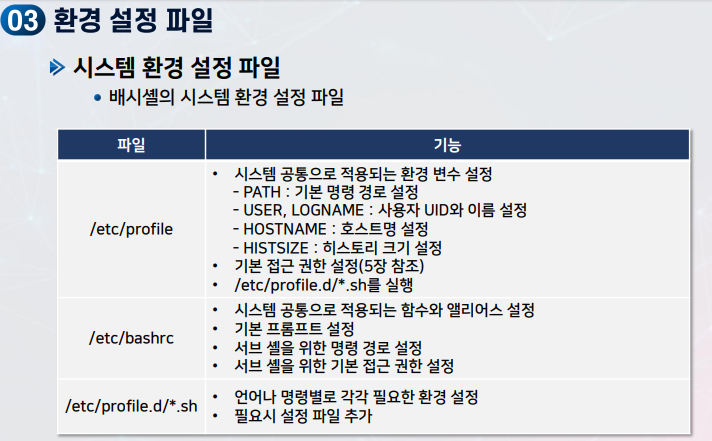 03 환경 설정 파일
시스템 환경 설정 파일
• 배시셸의 시스템 환경 설정 파일
파일 기능
/etc/profile
• 시스템 공통으로 적용되는 환경 변수 설정
- PATH : 기본 명령 경로 설정
- USER, LOGNAME : 사용자 UID와 이름 설정
- HOSTNAME : 호스트명 설정
- HISTSIZE : 히스토리 크기 설정
• 기본 접근 권한 설정(5장 참조)
• /etc/profile.d/*.sh를 실행
/etc/bashrc
• 시스템 공통으로 적용되는 함수와 앨리어스 설정
• 기본 프롬프트 설정
• 서브 셸을 위한 명령 경로 설정
• 서브 셸을 위한 기본 접근 권한 설정
/etc/profile.d/*.sh
• 언어나 명령별로 각각 필요한 환경 설정
• 필요시 설정 파일 추가